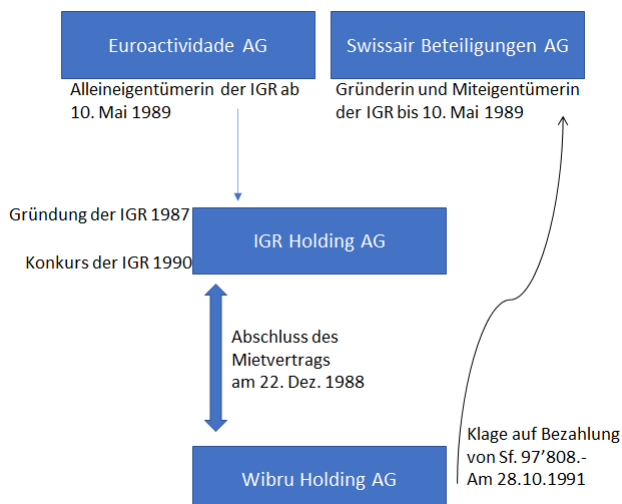 Euroactividade AG
Swissair Beteiligungen AG
Alleineigentümerin der IGR ab
10. Mai 1989
Gründerin und Miteigentümerin
der IGR bis 10. Mai 1989
Gründung der IGR 1987
IGR Holding AG
Konkurs der IGR 1990
Abschluss des
Mietvertrags
am 22. Dez. 1988
Klage auf Bezahlung
von Sf. 97’808.-
Am 28.10.1991
Wibru Holding AG